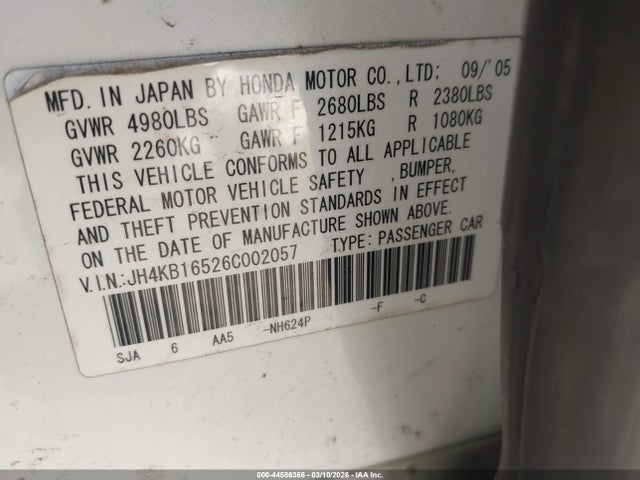 MFD. IN JAPAN BY HONDA MOTOR CO.,LTD; 09/'05
GVWR 4980LBS GAWR F 2680LBS R 2380LBS
GVWR 2260KG GAWR F 1215KG R 1080KG
THIS VEHICLE CONFORMS TO ALL APPLICABLE
FEDERAL MOTOR VEHICLE SAFETY ,BUMPER,
AND THEFT PREVENTION STANDARDS IN EFFECT
ON THE DATE OF MANUFACTURE SHOWN ABOVE.
V.I.N.:JH4KB16526C002057 TYPE: PASSENGER CAR
SJA 6 AA5 -NH624P -F -C
000-44586366 - 03/10/2026 - IAA Inc.